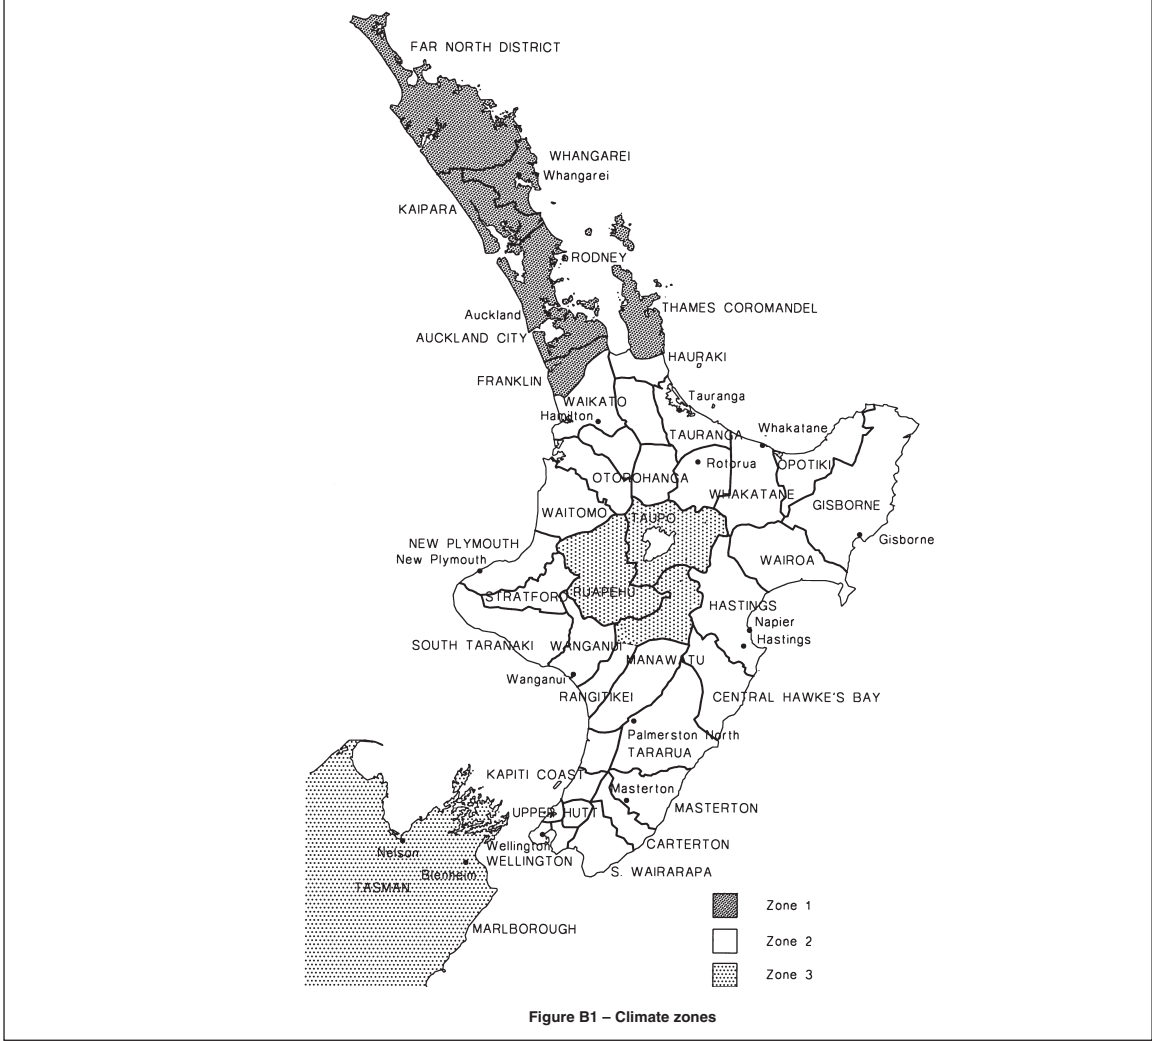 FAR NORTH DISTRICT
WHANGAREI
Whangarei
KAIPARA
RODNEY
THAMES COROMANDEL
Auckland
AUCKLAND CITY
HAURAKI
FRANKLIN
Tauranga
WAIKATO
Hamilton
Whakatane
TAURANGA
Rotorua
OPOTIKI
OTOROHANGA
WHAKATANE
GISBORNE
WAITOMO
TAUPO
Gisborne
NEW PLYMOUTH
New Plymouth
WAIROA
STRATFORD
RUAPEHU
HASTINGS
Napier
Hastings
SOUTH TARANAKI
WANGANUI
MANAWATU
Wanganui
RANGITIKEI
CENTRAL HAWKE'S BAY
Palmerston North
TARARUA
KAPITI COAST
Masterton
MASTERTON
UPPER HUTT
Wellington
CARTERTON
Nelson
WELLINGTON
S. WAIRARAPA
Blenheim
TASMAN
MARLBOROUGH
Zone 1
Zone 2
Zone 3
Figure B1 – Climate zones